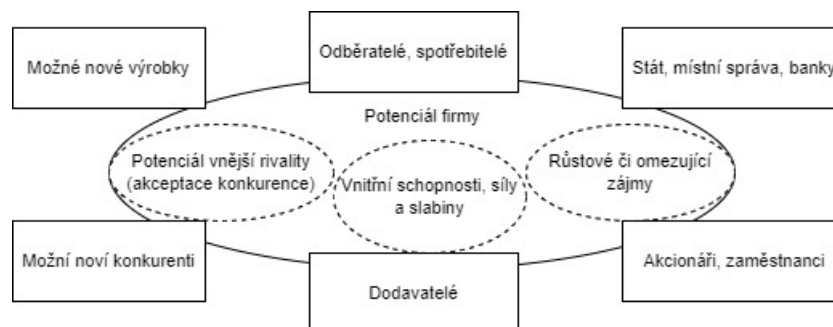 Možné nové výrobky
Odběratelé, spotřebitelé
Stát, místní správa, banky
Potenciál firmy
Potenciál vnější rivality
(akceptace konkurence)
Vnitřní schopnosti, síly
a slabiny
Růstové či omezující
zájmy
Možní noví konkurenti
Dodavatelé
Akcionáři, zaměstnanci